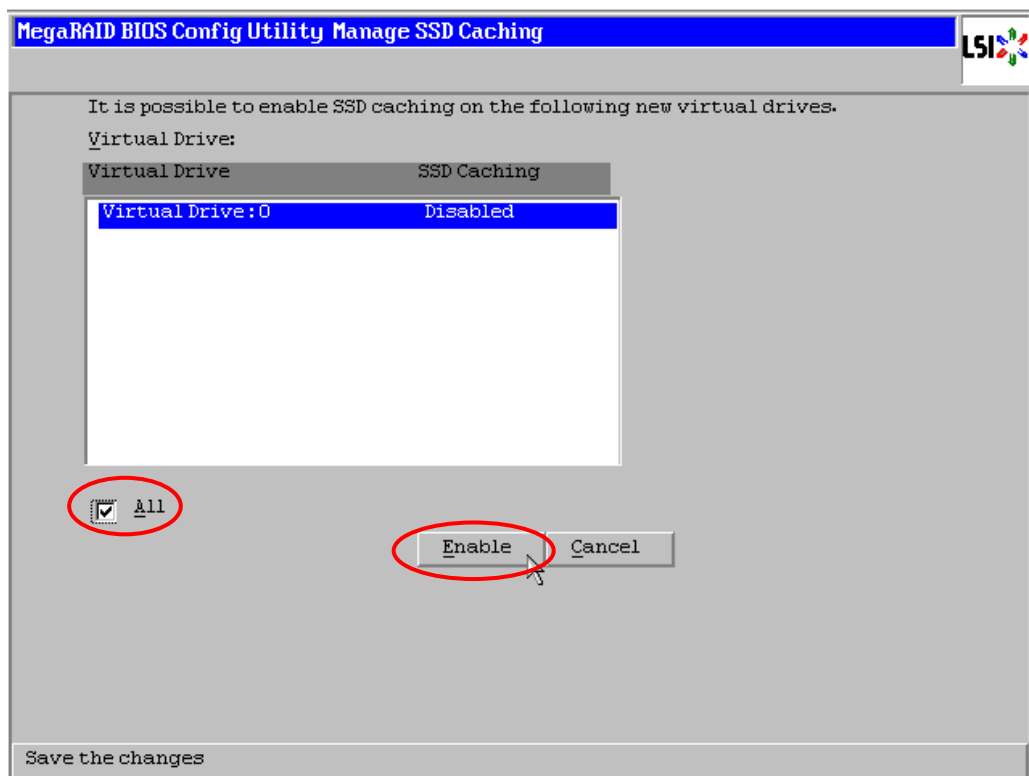 MegaRAID BIOS Config Utility Manage SSD Caching
LSI
It is possible to enable SSD caching on the following new virtual drives.
Virtual Drive:
Virtual Drive SSD Caching
Virtual Drive:0 Disabled
All
Enable Cancel
Save the changes